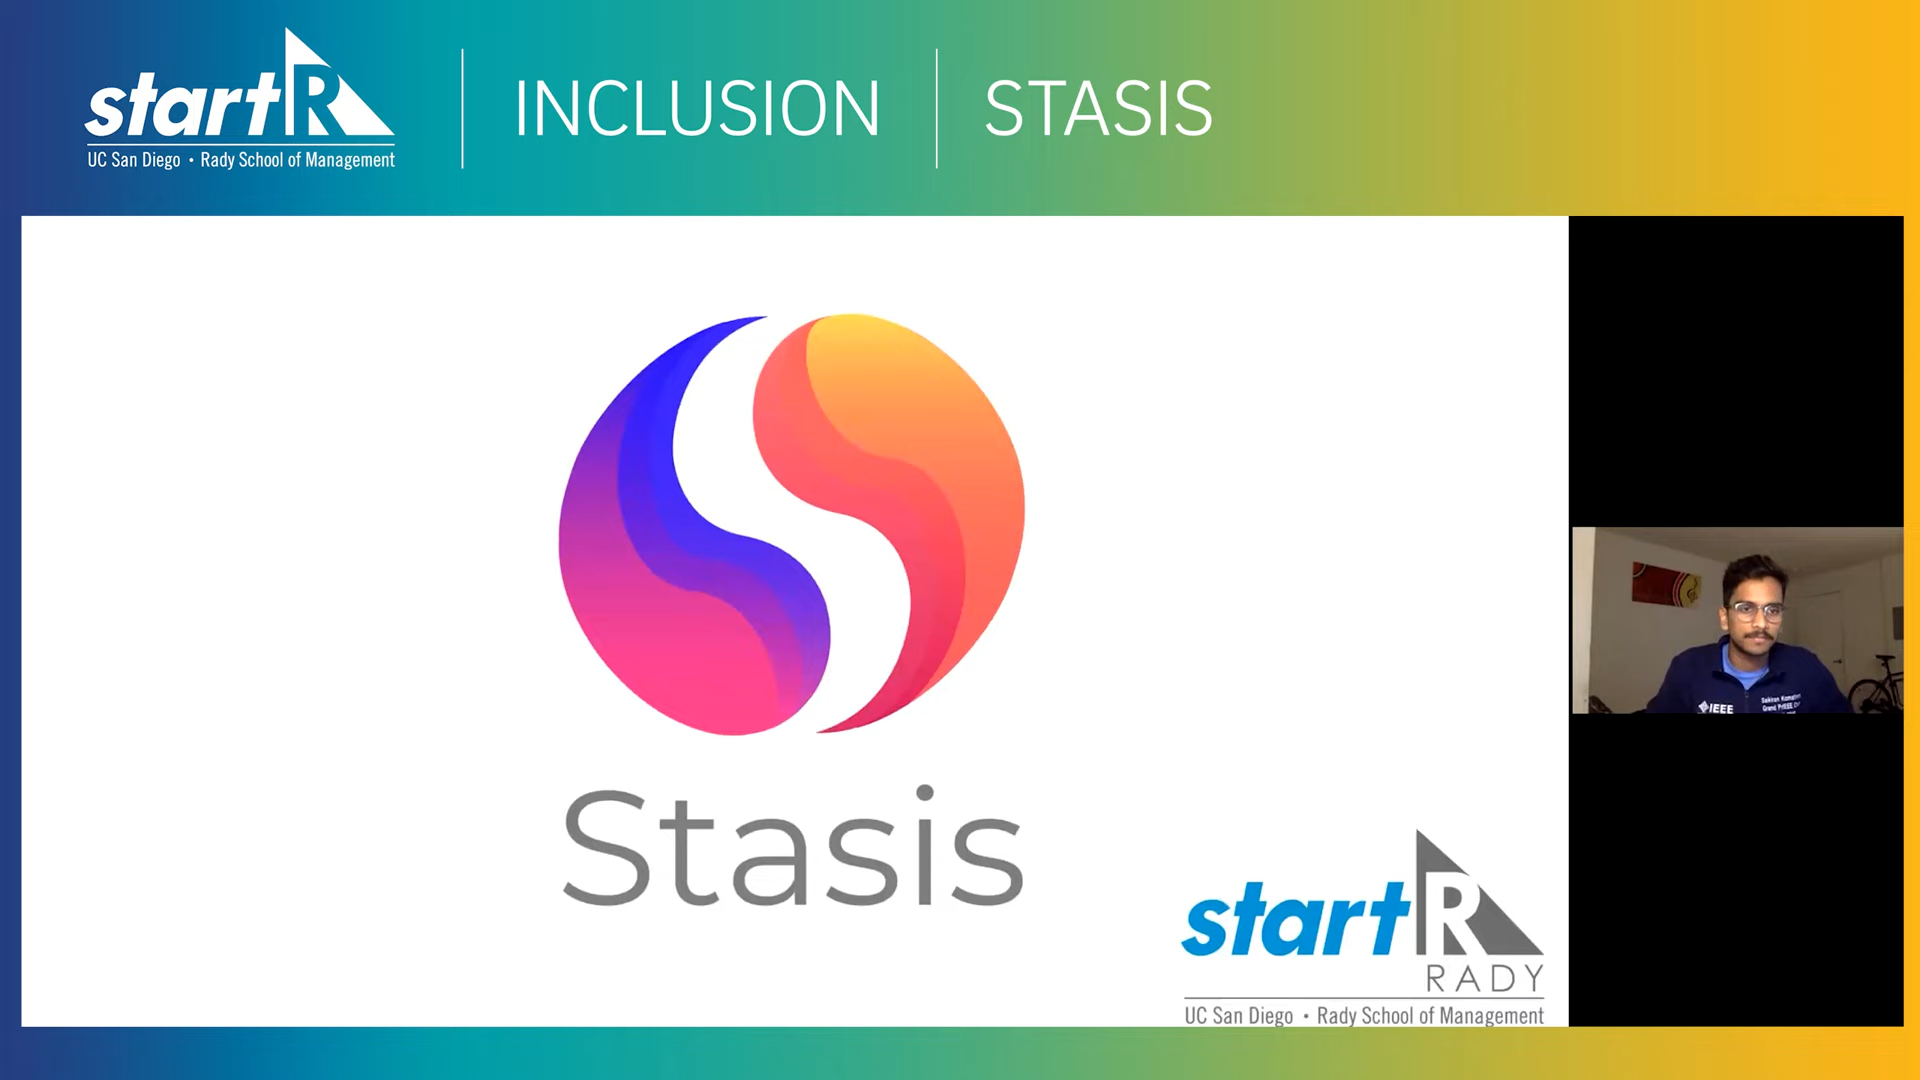 startR
UC San Diego • Rady School of Management
INCLUSION
STASIS
Stasis
startR
RADY
UC San Diego • Rady School of Management
IEEE